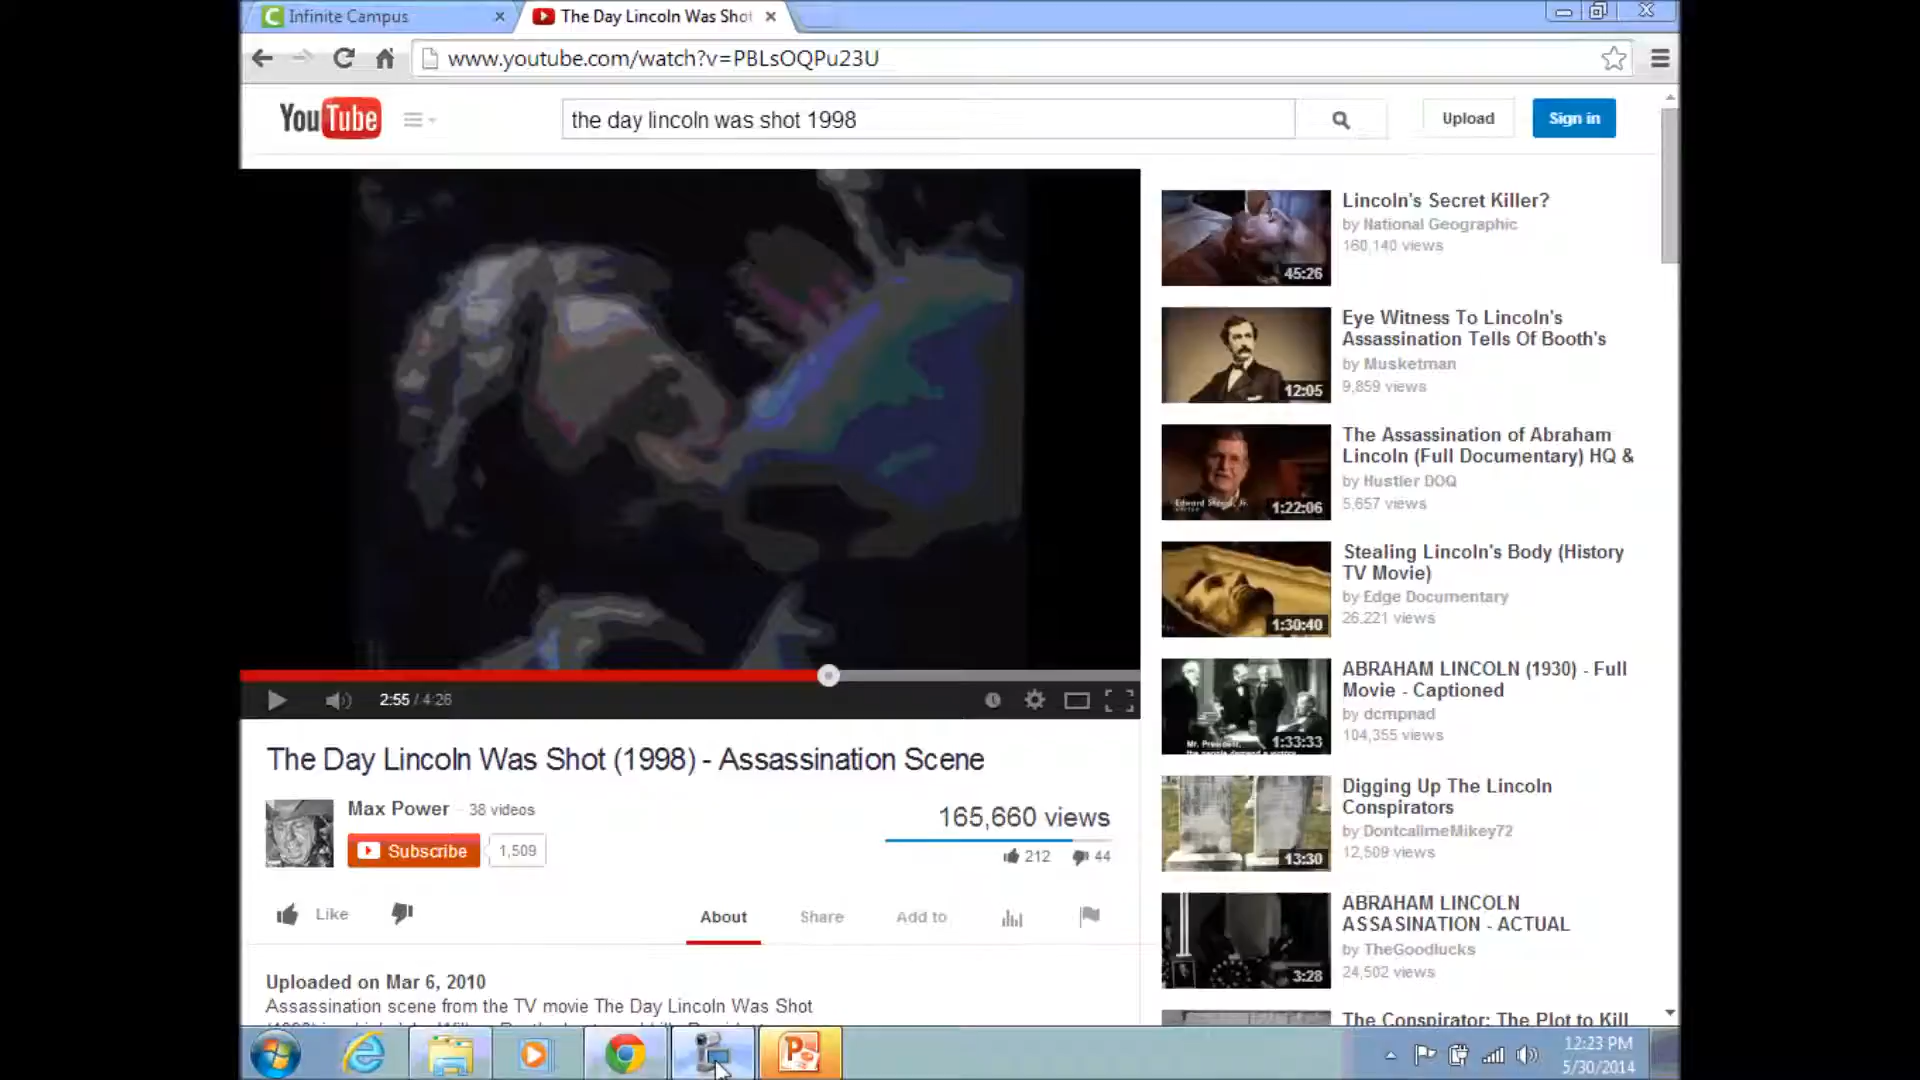 Infinite Campus
The Day Lincoln Was Shot
www.youtube.com/watch?v=PBLsOQPu23U
YouTube
the day lincoln was shot 1998
Upload
Sign in
2:55 / 4:26
The Day Lincoln Was Shot (1998) - Assassination Scene
Max Power - 38 videos
Subscribe
1,509
165,660 views
212
44
Like
About
Share
Add to
Uploaded on Mar 6, 2010
Assassination scene from the TV movie The Day Lincoln Was Shot
45:26
Lincoln's Secret Killer?
by National Geographic
160,140 views
12:05
Eye Witness To Lincoln's
Assassination Tells Of Booth's
by Musketman
9,859 views
1:22:06
The Assassination of Abraham
Lincoln (Full Documentary) HQ &
by Hustler DOQ
5,657 views
1:30:40
Stealing Lincoln's Body (History
TV Movie)
by Edge Documentary
26,221 views
Mr. President,
1:33:33
ABRAHAM LINCOLN (1930) - Full
Movie - Captioned
by dcmpnad
104,355 views
13:30
Digging Up The Lincoln
Conspirators
by DontcallmeMikey72
12,509 views
3:28
ABRAHAM LINCOLN
ASSASINATION - ACTUAL
by TheGoodlucks
24,502 views
The Conspirator: The Plot to Kill
12:23 PM
5/30/2014